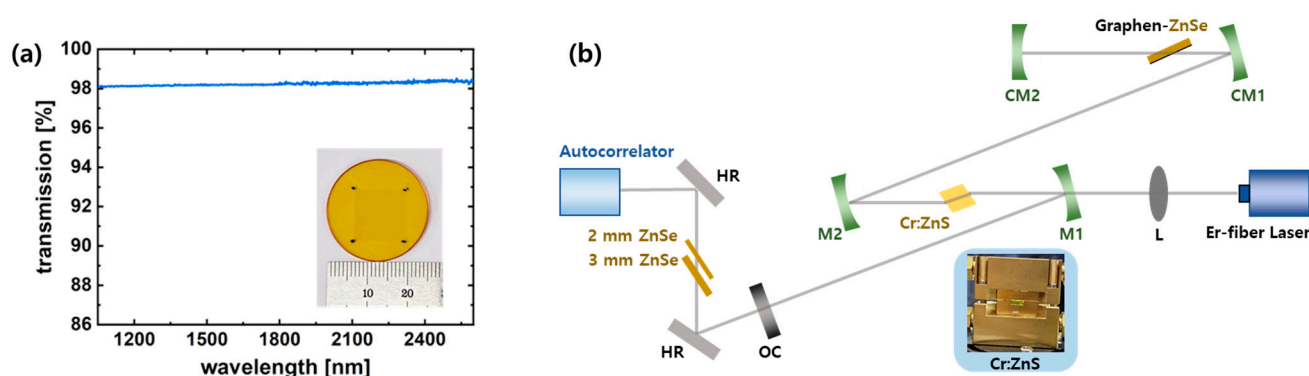 (a)
100
98
96
94
92
90
88
86
transmission [%]
1200
1500
1800
2100
2400
wavelength [nm]
10
20
(b)
Graphen-ZnSe
CM2
CM1
Autocorrelator
HR
M2
Cr:ZnS
M1
L
Er-fiber Laser
2 mm ZnSe
3 mm ZnSe
HR
OC
Cr:ZnS